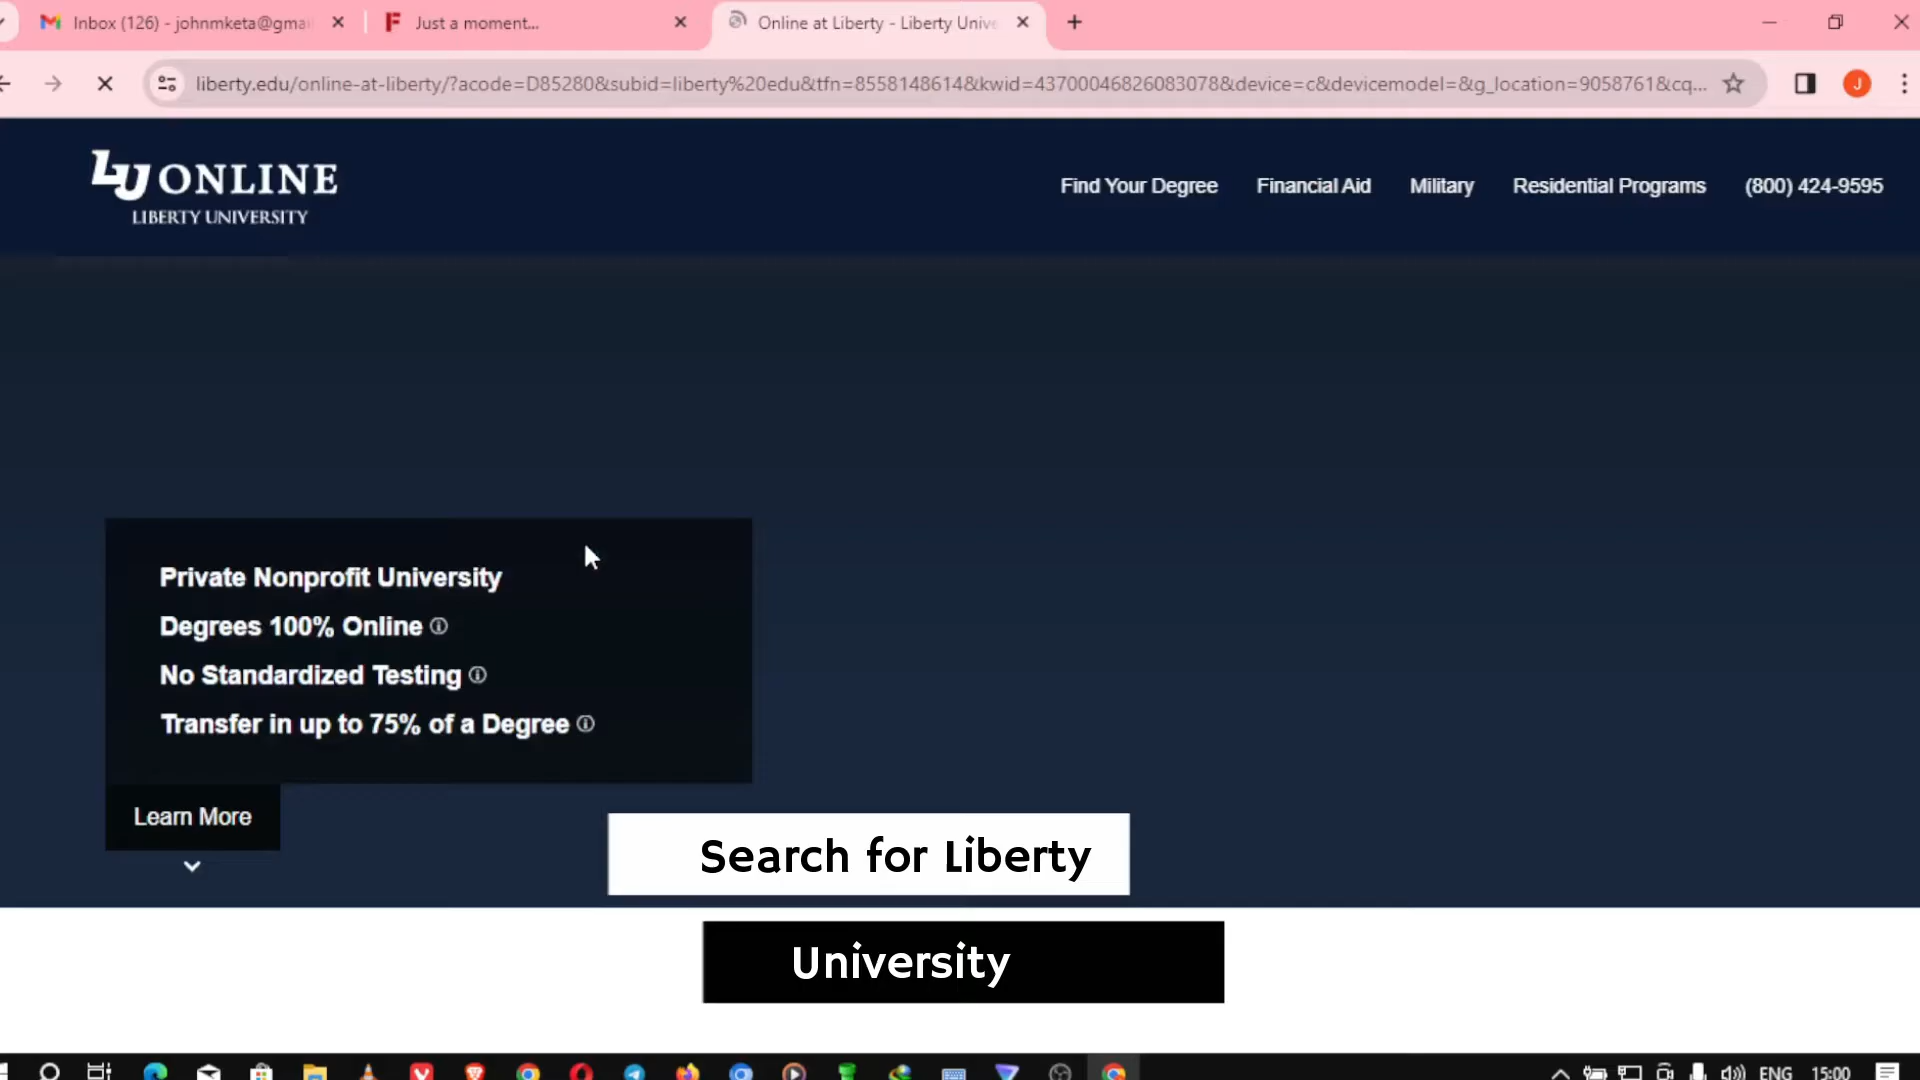 Inbox (126) - johnmketa@gmai
Just a moment...
Online at Liberty - Liberty Unive
liberty.edu/online-at-liberty/?acode=D85280&subid=liberty%20edu&tfn=8558148614&kwid=43700046826083078&device=c&devicemodel=&g_location=9058761&cq...
J
LU ONLINE
LIBERTY UNIVERSITY
Find Your Degree
Financial Aid
Military
Residential Programs
(800) 424-9595
Private Nonprofit University
Degrees 100% Online
No Standardized Testing
Transfer in up to 75% of a Degree
Learn More
Search for Liberty
University
ENG
15:00